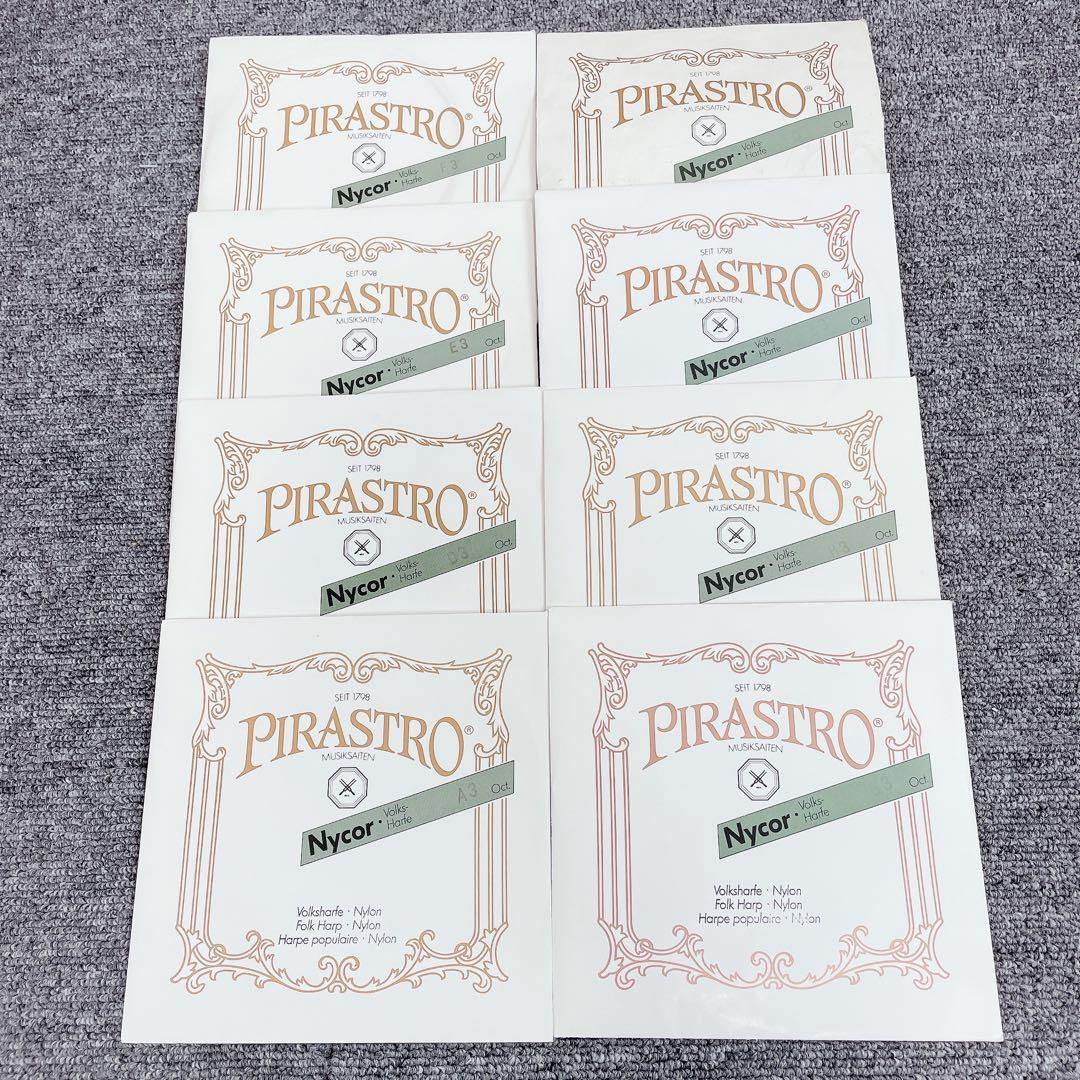 SEIT 1798
PIRASTRO®
MUSIKSAITEN
Nycor · Volks-
Harfe F3 Oct.
SEIT 1798
PIRASTRO®
MUSIKSAITEN
Nycor · Volks-
Harfe Oct.
SEIT 1798
PIRASTRO®
MUSIKSAITEN
Nycor · Volks-
Harfe E3 Oct.
SEIT 1798
PIRASTRO®
MUSIKSAITEN
Nycor · Volks-
Harfe Oct.
SEIT 1798
PIRASTRO®
MUSIKSAITEN
Nycor · Volks-
Harfe D3 Oct.
SEIT 1798
PIRASTRO®
MUSIKSAITEN
Nycor · Volks-
Harfe H3 Oct.
SEIT 1798
PIRASTRO®
MUSIKSAITEN
Nycor · Volks-
Harfe A3 Oct.
Volksharfe · Nylon
Folk Harp · Nylon
Harpe populaire · Nylon
SEIT 1798
PIRASTRO®
MUSIKSAITEN
Nycor · Volks-
Harfe Oct.
Volksharfe · Nylon
Folk Harp · Nylon
Harpe populaire · Nylon